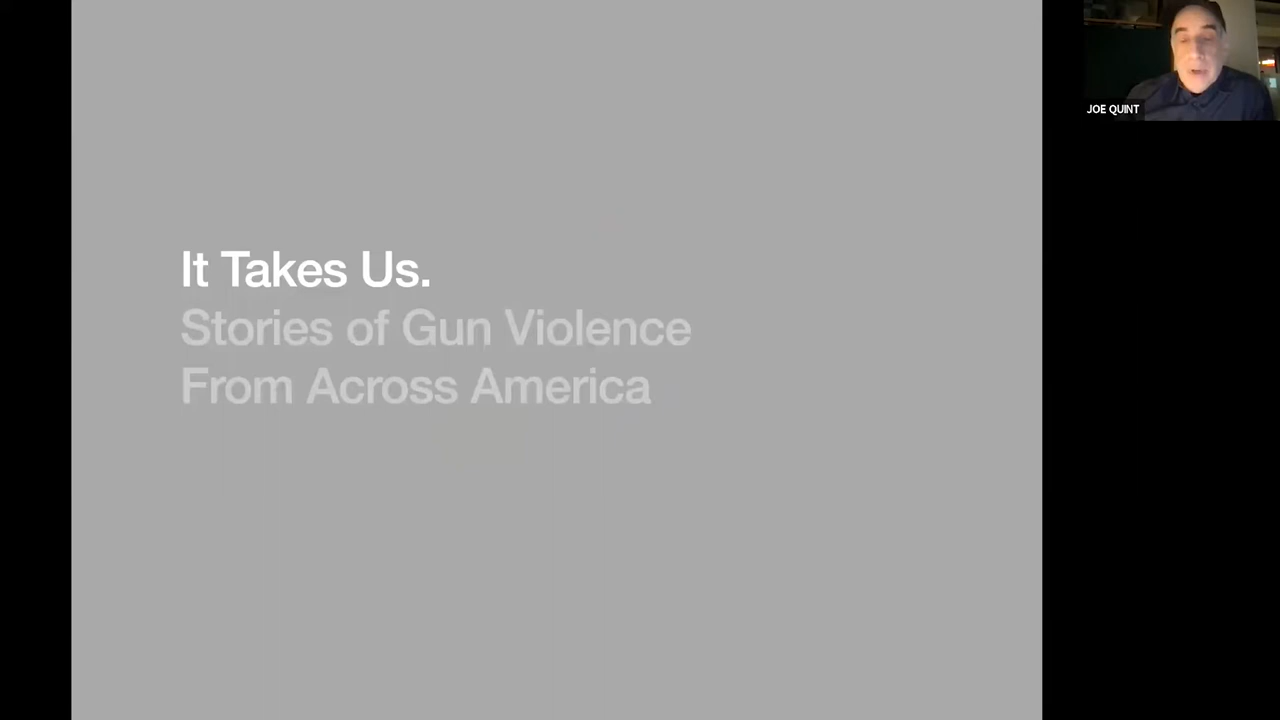 It Takes Us.
Stories of Gun Violence
From Across America
JOE QUINT